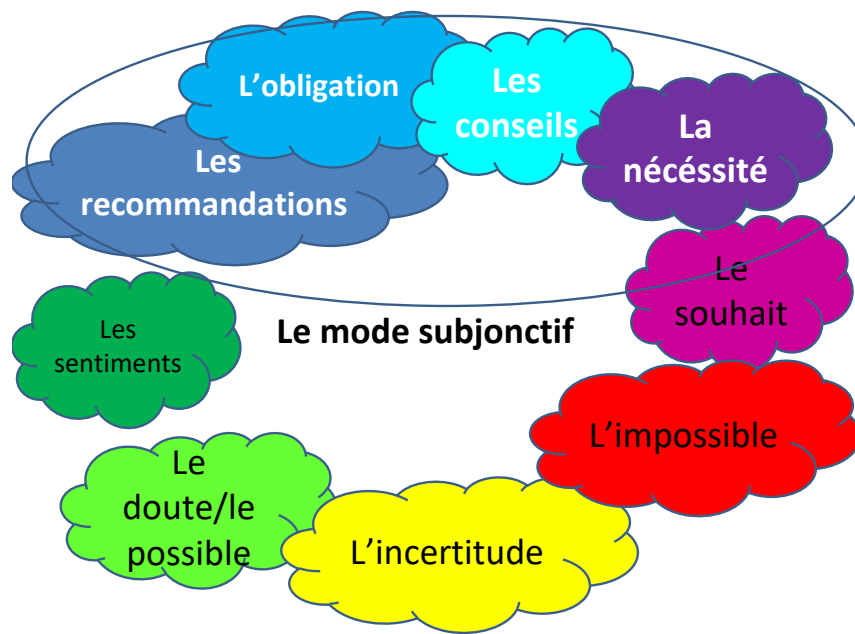 L’obligation
Les
conseils
La
nécéssité
Les
recommandations
Le
souhait
Les
sentiments
Le mode subjonctif
L’impossible
Le
doute/le
possible
L’incertitude